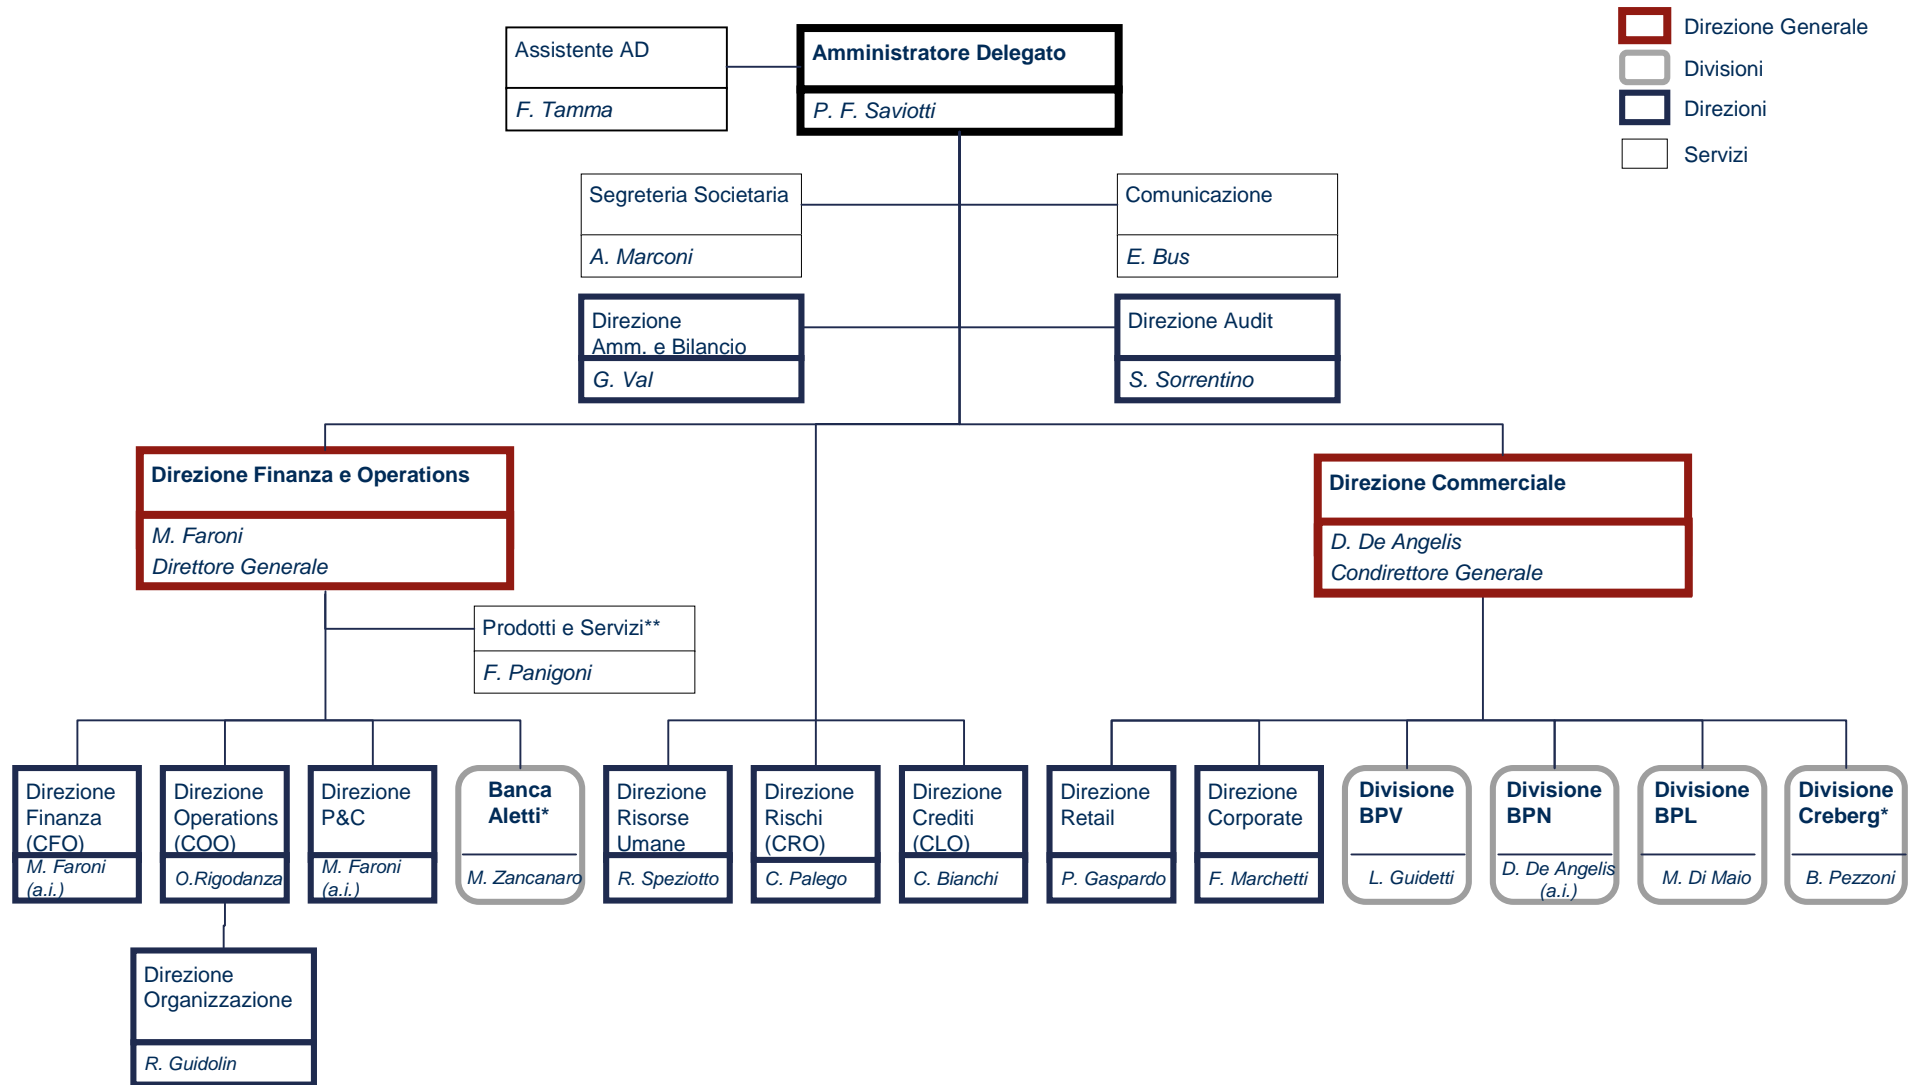 Assistente AD
F. Tamma
Amministratore Delegato
P. F. Saviotti
Direzione Generale
Divisioni
Direzioni
Servizi
Segreteria Societaria
A. Marconi
Comunicazione
E. Bus
Direzione
Amm. e Bilancio
G. Val
Direzione Audit
S. Sorrentino
Direzione Finanza e Operations
M. Faroni
Direttore Generale
Direzione Commerciale
D. De Angelis
Condirettore Generale
Prodotti e Servizi**
F. Panigoni
Direzione
Finanza
(CFO)
M. Faroni
(a.i.)
Direzione
Operations
(COO)
O.Rigodanza
Direzione
P&C
M. Faroni
(a.i.)
Banca
Aletti*
M. Zancanaro
Direzione
Risorse
Umane
R. Speziotto
Direzione
Rischi
(CRO)
C. Palego
Direzione
Crediti
(CLO)
C. Bianchi
Direzione
Retail
P. Gaspardo
Direzione
Corporate
F. Marchetti
Divisione
BPV
L. Guidetti
Divisione
BPN
D. De Angelis
(a.i.)
Divisione
BPL
M. Di Maio
Divisione
Creberg*
B. Pezzoni
Direzione
Organizzazione
R. Guidolin